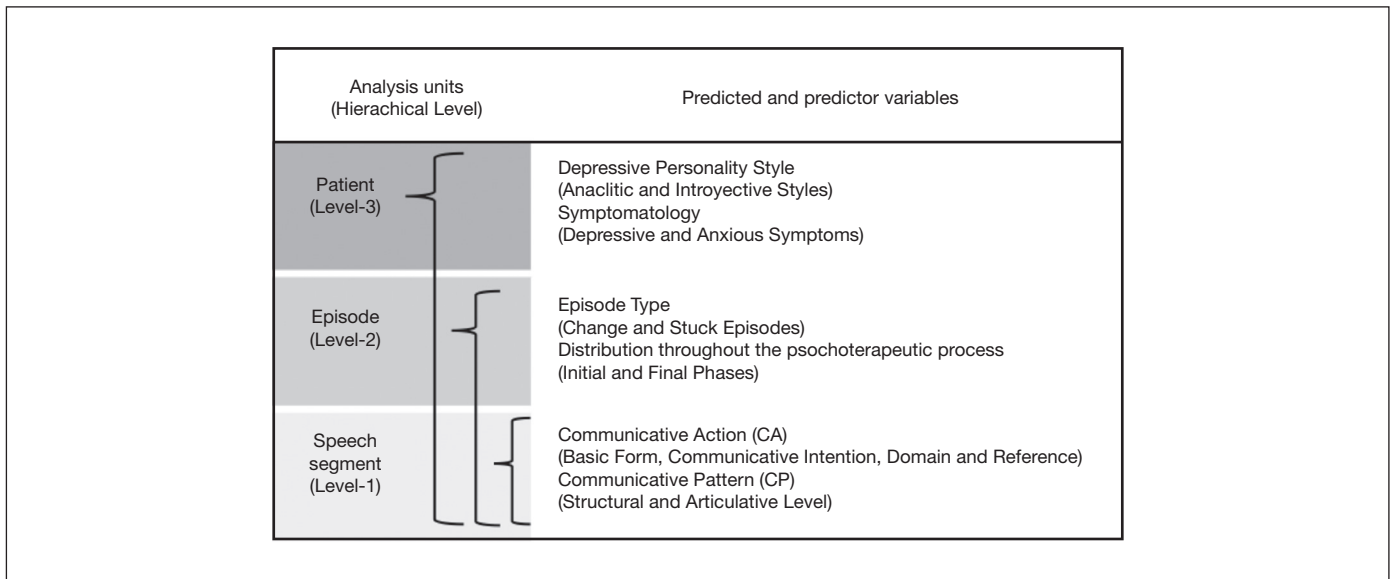 Analysis units
(Hierachical Level)
Predicted and predictor variables
Patient
(Level-3)
Depressive Personality Style
(Anaclitic and Introyective Styles)
Symptomatology
(Depressive and Anxious Symptoms)
Episode
(Level-2)
Episode Type
(Change and Stuck Episodes)
Distribution throughout the psochoterapeutic process
(Initial and Final Phases)
Speech
segment
(Level-1)
Communicative Action (CA)
(Basic Form, Communicative Intention, Domain and Reference)
Communicative Pattern (CP)
(Structural and Articulative Level)